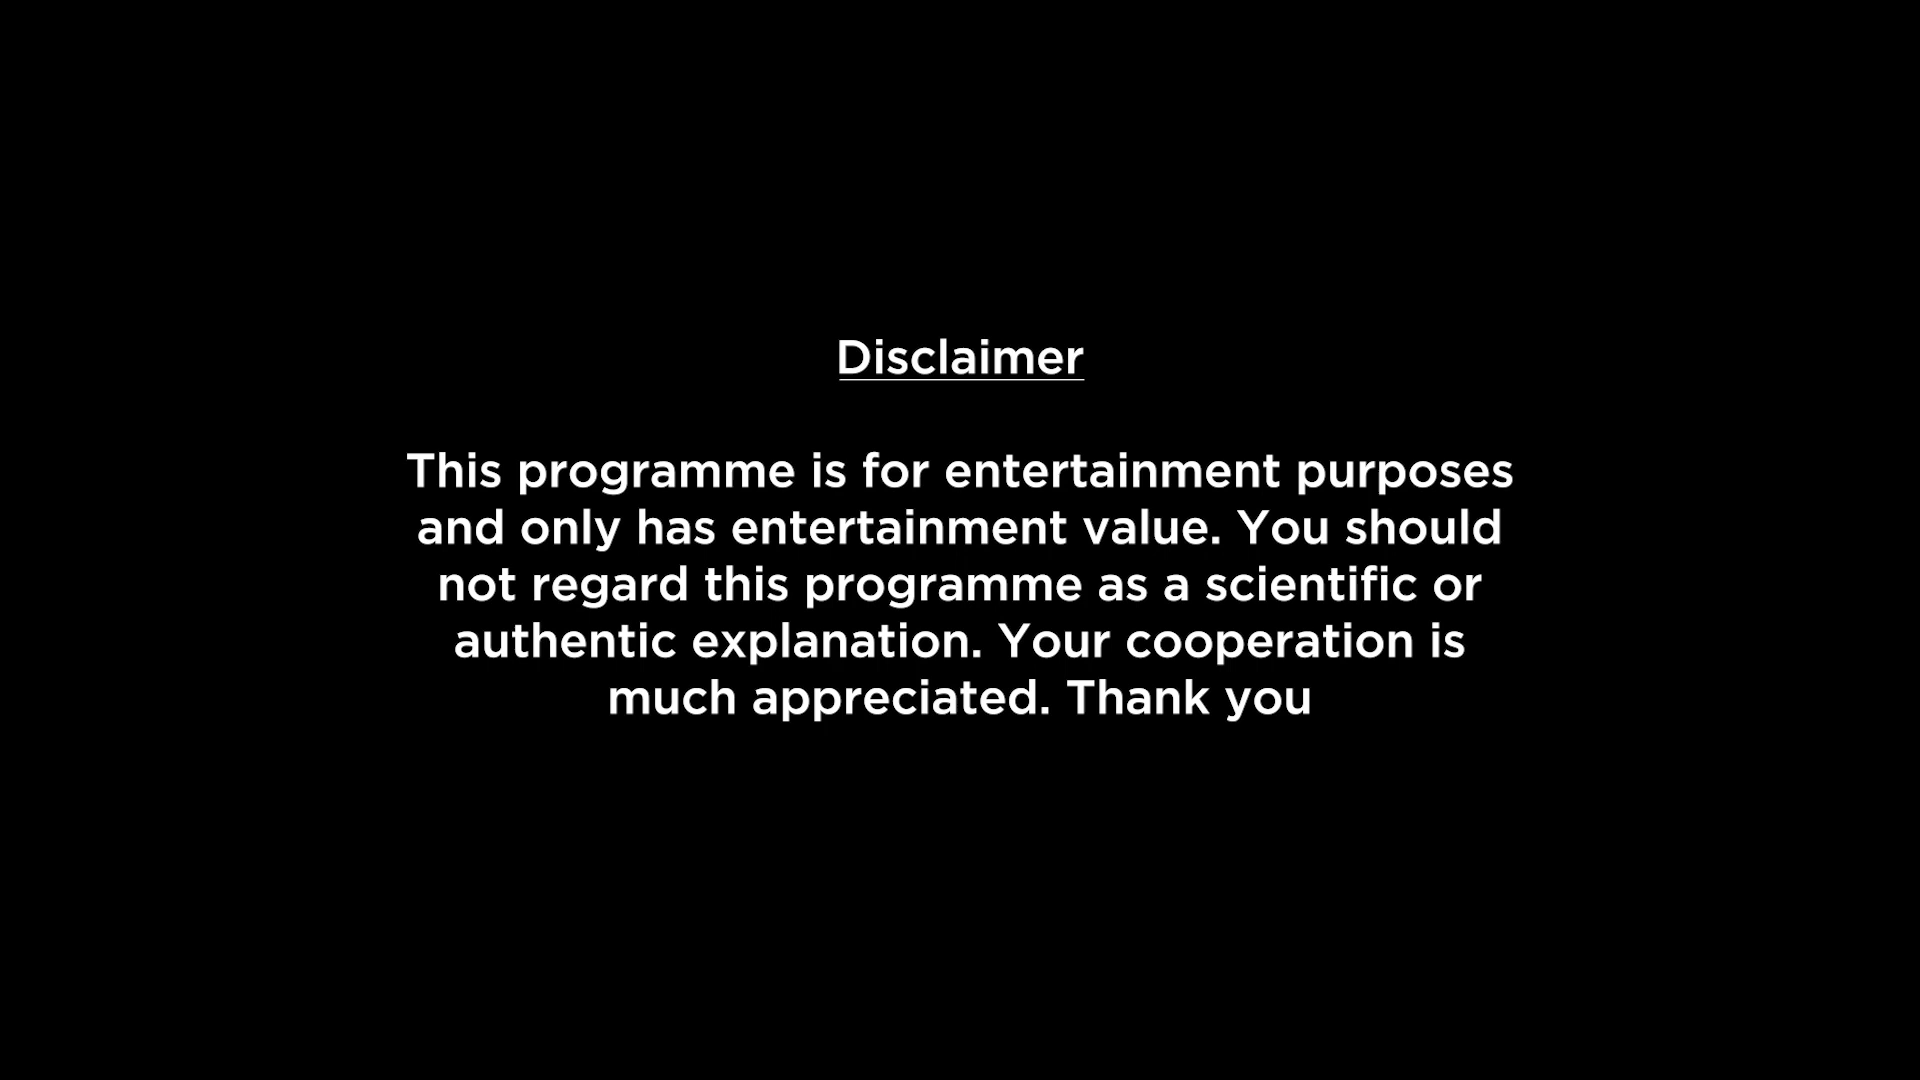 Disclaimer
This programme is for entertainment purposes
and only has entertainment value. You should
not regard this programme as a scientific or
authentic explanation. Your cooperation is
much appreciated. Thank you